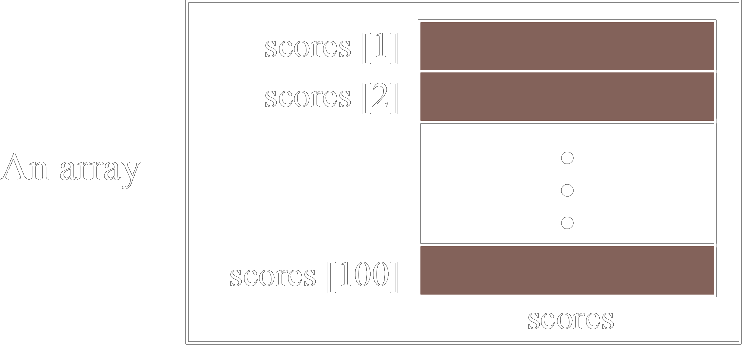 scores [1]
scores [2]
An array
scores [100]
scores